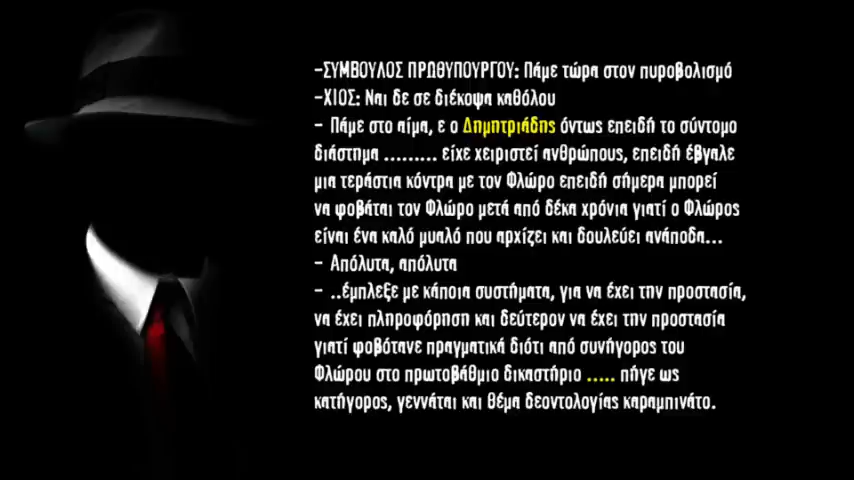 -ΣΥΜΒΟΥΛΟΣ ΠΡΩΘΥΠΟΥΡΓΟΥ: Πάμε τώρα στον πυροβολισμό
-ΧΙΟΣ: Ναι δε σε διέκοψα καθόλου
- Πάμε στο αίμα, ε ο Δημητριάδης όντως επειδή το σύντομο
διάστημα ......... είχε χειριστεί ανθρώπους, επειδή έβγαλε
μια τεράστια κόντρα με τον Φλώρο επειδή σήμερα μπορεί
να φοβάται τον Φλώρο μετά από δέκα χρόνια γιατί ο Φλώρος
είναι ένα καλό μυαλό που αρχίζει και δουλεύει ανάποδα...
- Απόλυτα, απόλυτα
- ..έμπλεξε με κάποια συστήματα, για να έχει την προστασία,
να έχει πληροφόρηση και δεύτερον να έχει την προστασία
γιατί φοβότανε πραγματικά διότι από συνήγορος του
Φλώρου στο πρωτοβάθμιο δικαστήριο ..... πήγε ως
κατήγορος, γεννάται και θέμα δεοντολογίας καραμπινάτο.